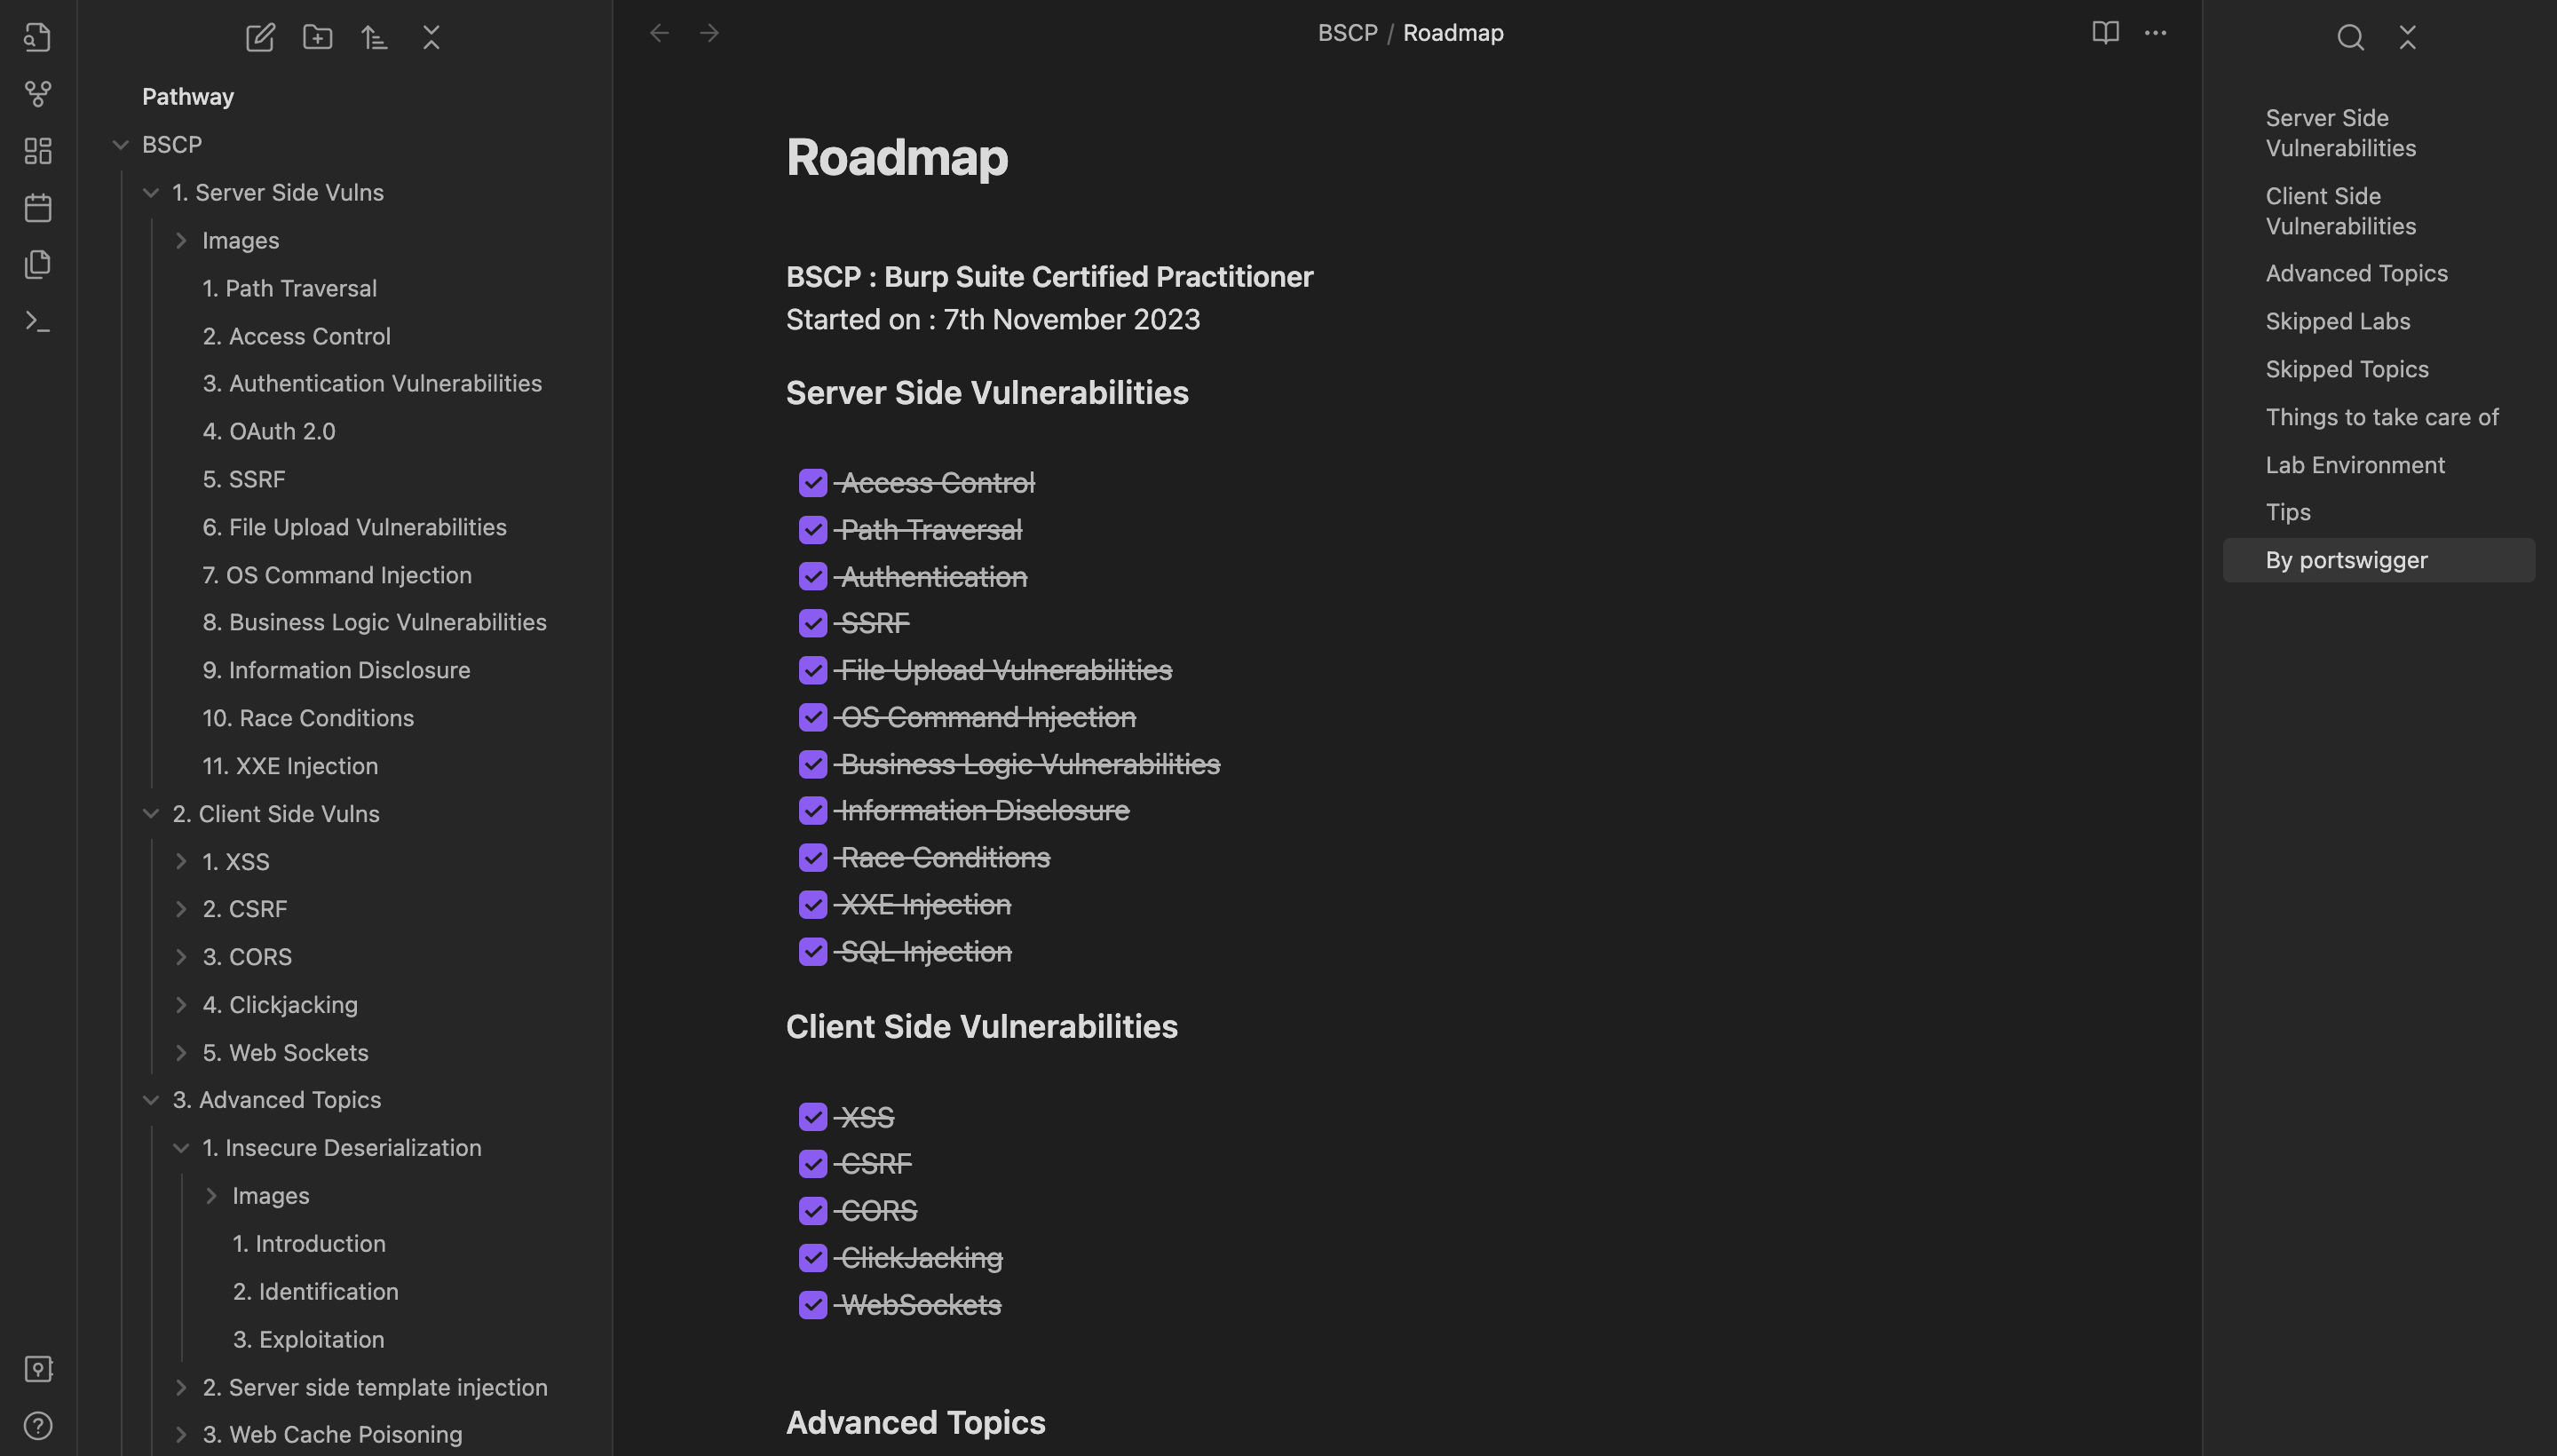 Pathway
BSCP
1. Server Side Vulns
Images
1. Path Traversal
2. Access Control
3. Authentication Vulnerabilities
4. OAuth 2.0
5. SSRF
6. File Upload Vulnerabilities
7. OS Command Injection
8. Business Logic Vulnerabilities
9. Information Disclosure
10. Race Conditions
11. XXE Injection
2. Client Side Vulns
1. XSS
2. CSRF
3. CORS
4. Clickjacking
5. Web Sockets
3. Advanced Topics
1. Insecure Deserialization
Images
1. Introduction
2. Identification
3. Exploitation
2. Server side template injection
3. Web Cache Poisoning
BSCP / Roadmap
Roadmap
BSCP : Burp Suite Certified Practitioner
Started on : 7th November 2023
Server Side Vulnerabilities
Access Control
Path Traversal
Authentication
SSRF
File Upload Vulnerabilities
OS Command Injection
Business Logic Vulnerabilities
Information Disclosure
Race Conditions
XXE Injection
SQL Injection
Client Side Vulnerabilities
XSS
CSRF
CORS
ClickJacking
WebSockets
Advanced Topics
Server Side
Vulnerabilities
Client Side
Vulnerabilities
Advanced Topics
Skipped Labs
Skipped Topics
Things to take care of
Lab Environment
Tips
By portswigger